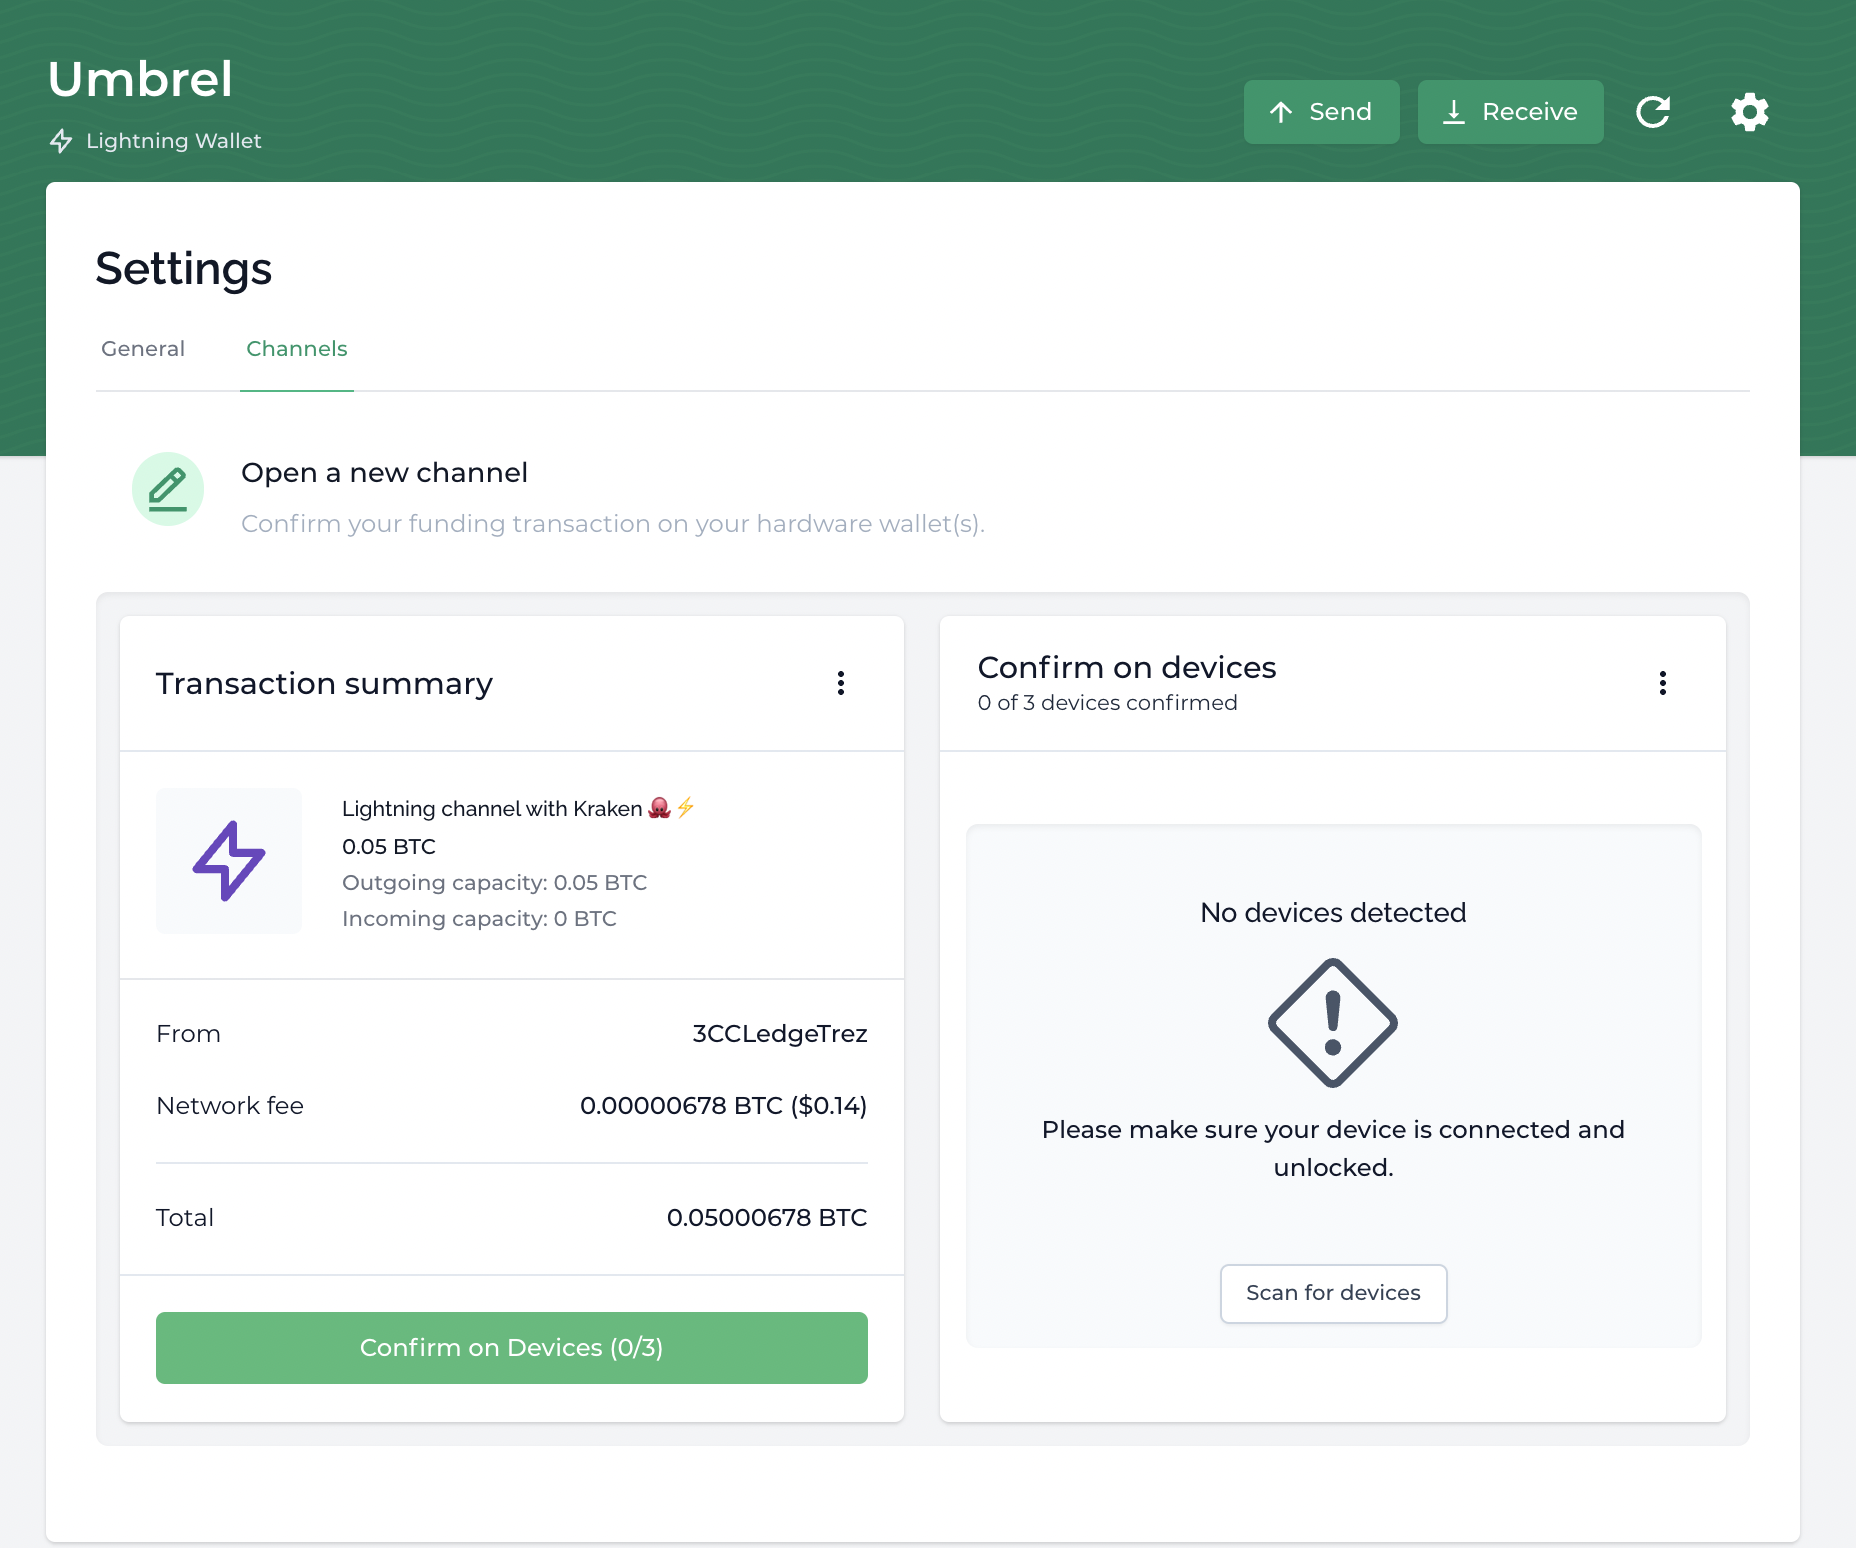 Umbrel
Lightning Wallet
Send
Receive
Settings
General
Channels
Open a new channel
Confirm your funding transaction on your hardware wallet(s).
Transaction summary
Lightning channel with Kraken 🐙⚡
0.05 BTC
Outgoing capacity: 0.05 BTC
Incoming capacity: 0 BTC
From 3CCLedgeTrez
Network fee 0.00000678 BTC ($0.14)
Total 0.05000678 BTC
Confirm on Devices (0/3)
Confirm on devices
0 of 3 devices confirmed
No devices detected
Please make sure your device is connected and
unlocked.
Scan for devices